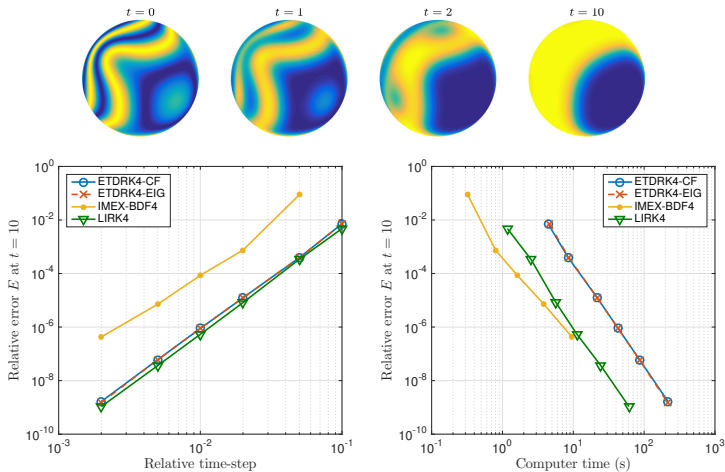 t = 0
t = 1
t = 2
t = 10
Relative error E at t = 10
10^0
10^-2
10^-4
10^-6
10^-8
10^-10
ETDRK4-CF
ETDRK4-EIG
IMEX-BDF4
LIRK4
10^-3
10^-2
10^-1
Relative time-step
Relative error E at t = 10
10^0
10^-2
10^-4
10^-6
10^-8
10^-10
ETDRK4-CF
ETDRK4-EIG
IMEX-BDF4
LIRK4
10^-1
10^0
10^1
10^2
10^3
Computer time (s)